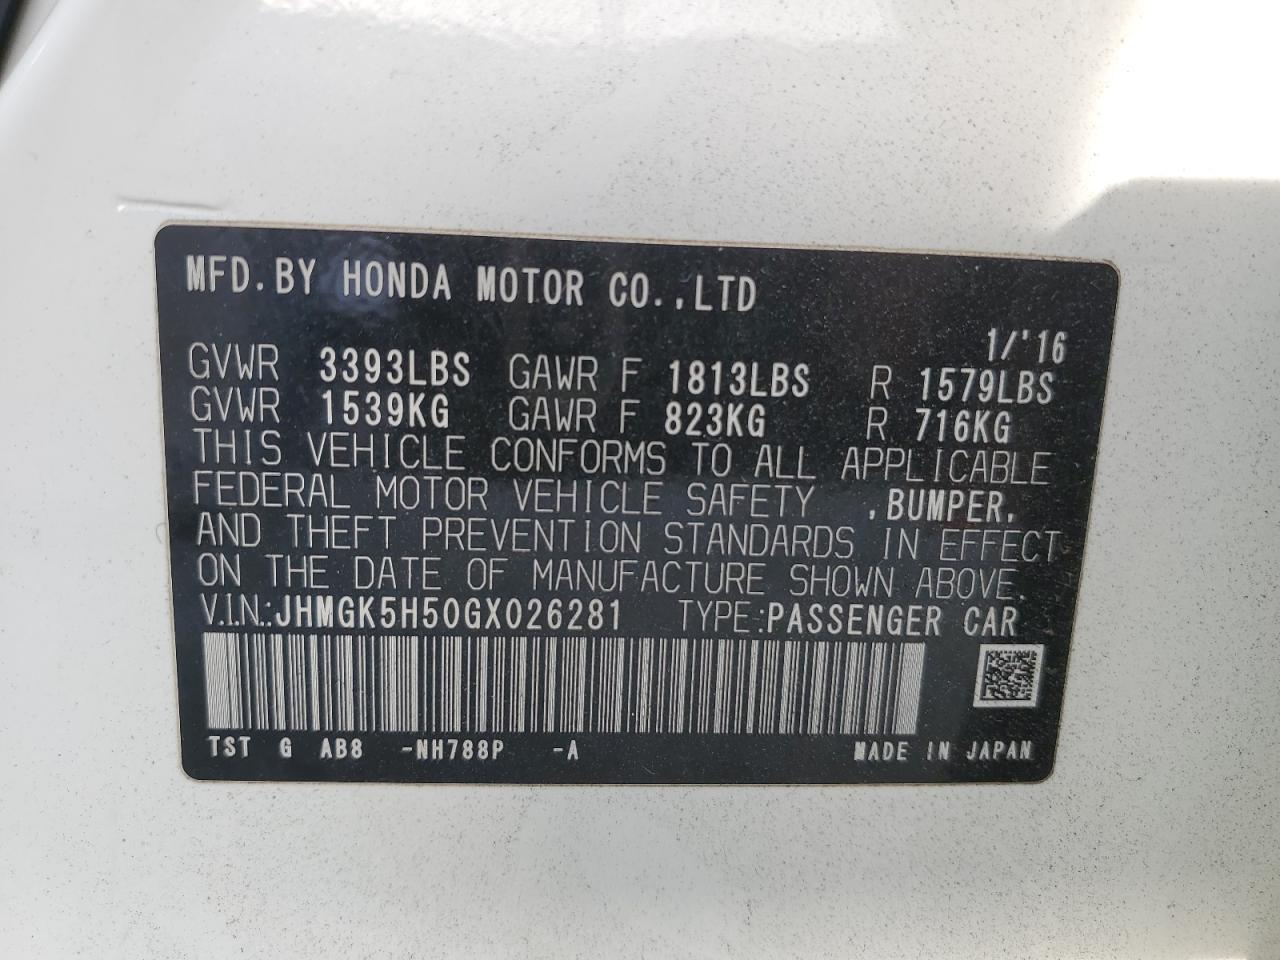 MFD.BY HONDA MOTOR CO.,LTD
1/'16
GVWR 3393LBS GAWR F 1813LBS R 1579LBS
GVWR 1539KG GAWR F 823KG R 716KG
THIS VEHICLE CONFORMS TO ALL APPLICABLE
FEDERAL MOTOR VEHICLE SAFETY , BUMPER,
AND THEFT PREVENTION STANDARDS IN EFFECT
ON THE DATE OF MANUFACTURE SHOWN ABOVE.
V.I.N.:JHMGK5H50GX026281 TYPE:PASSENGER CAR
TST G AB8 -NH788P -A MADE IN JAPAN